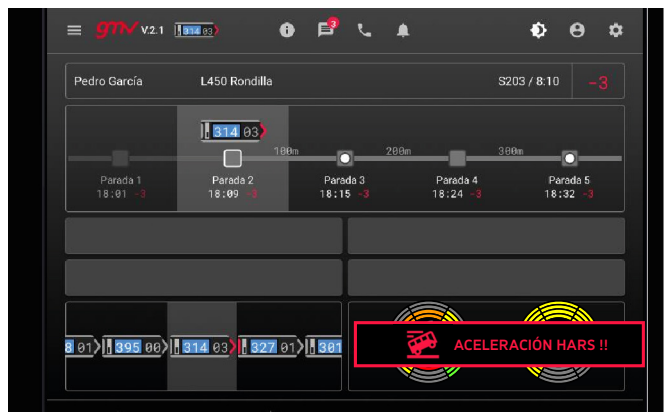 gmv V.2.1 314 03
3
Pedro García L450 Rondilla S203 / 8:10 -3
314 03
100m 200m 300m
Parada 1 Parada 2 Parada 3 Parada 4 Parada 5
18:01 -3 18:09 -3 18:15 -3 18:24 -3 18:32 -3
8 01 395 00 314 03 327 01 301
ACELERACIÓN HARS !!